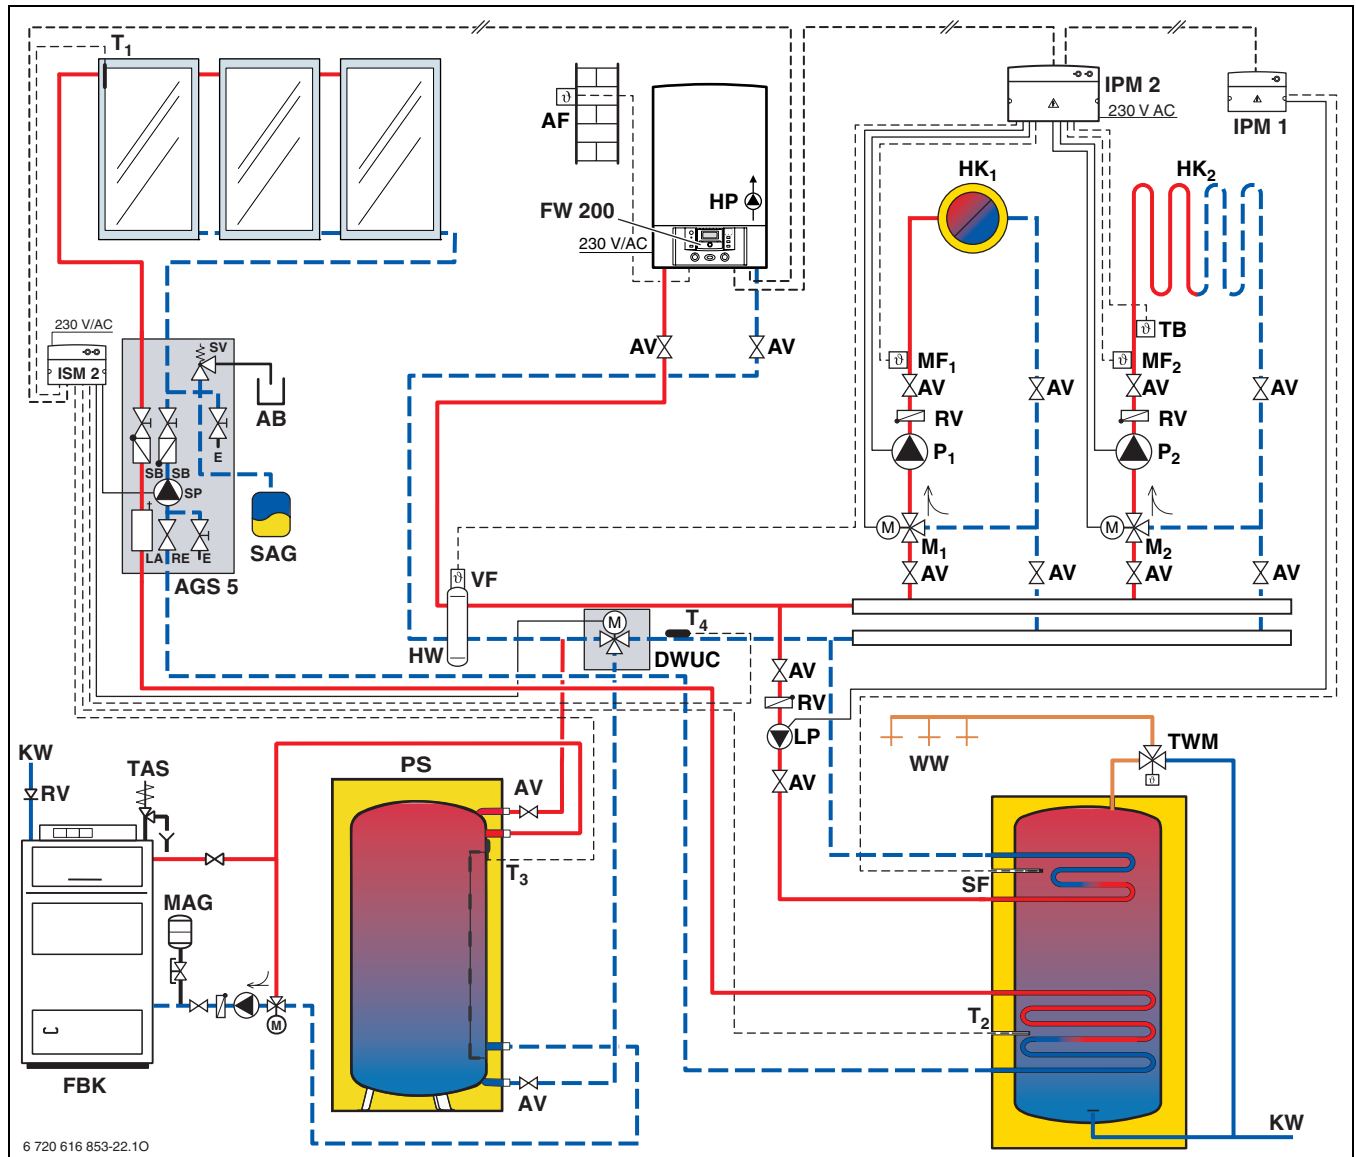 T1
AF
ϑ
HP
FW 200
230 V/AC
IPM 2
230 V AC
IPM 1
HK1
HK2
ϑ
TB
230 V/AC
ISM 2
SV
AB
E
SB
SB
SP
LA
RE
E
AGS 5
SAG
AV
AV
ϑ
MF1
AV
RV
P1
M
M1
AV
AV
AV
ϑ
MF2
AV
RV
P2
M
M2
AV
AV
AV
ϑ
VF
HW
M
T4
DWUC
AV
RV
LP
AV
WW
TWM
ϑ
KW
RV
TAS
MAG
M
FBK
PS
AV
T3
AV
SF
T2
KW
6 720 616 853-22.1O